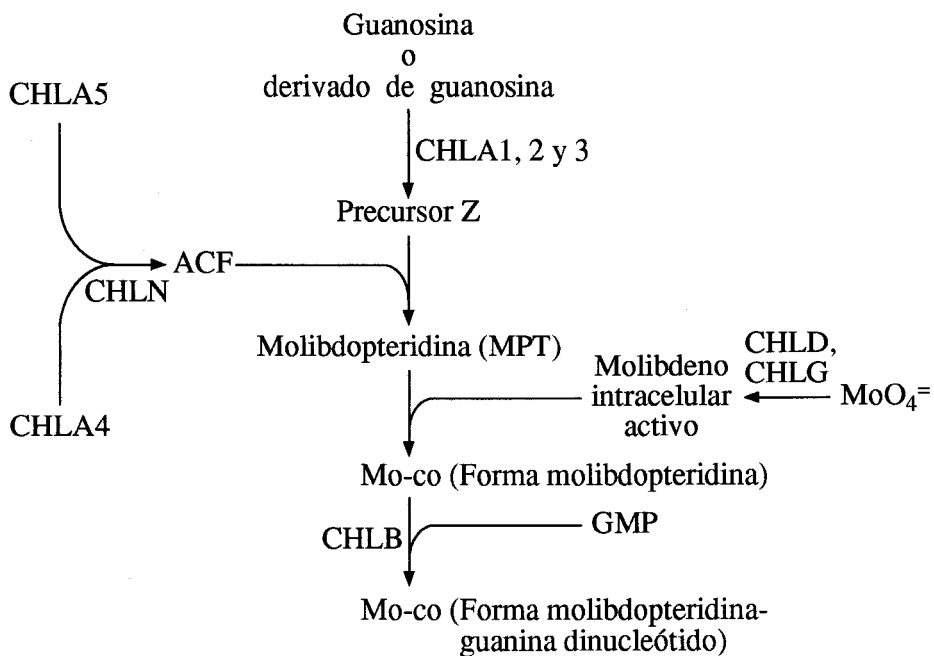 Guanosina
o
derivado de guanosina
CHLA5
CHLA1, 2 y 3
Precursor Z
ACF
CHLN
Molibdopteridina (MPT)
CHLD,
CHLG
Molibdeno
intracelular
activo
MoO₄⁼
CHLA4
Mo-co (Forma molibdopteridina)
CHLB
GMP
Mo-co (Forma molibdopteridina-
guanina dinucleótido)